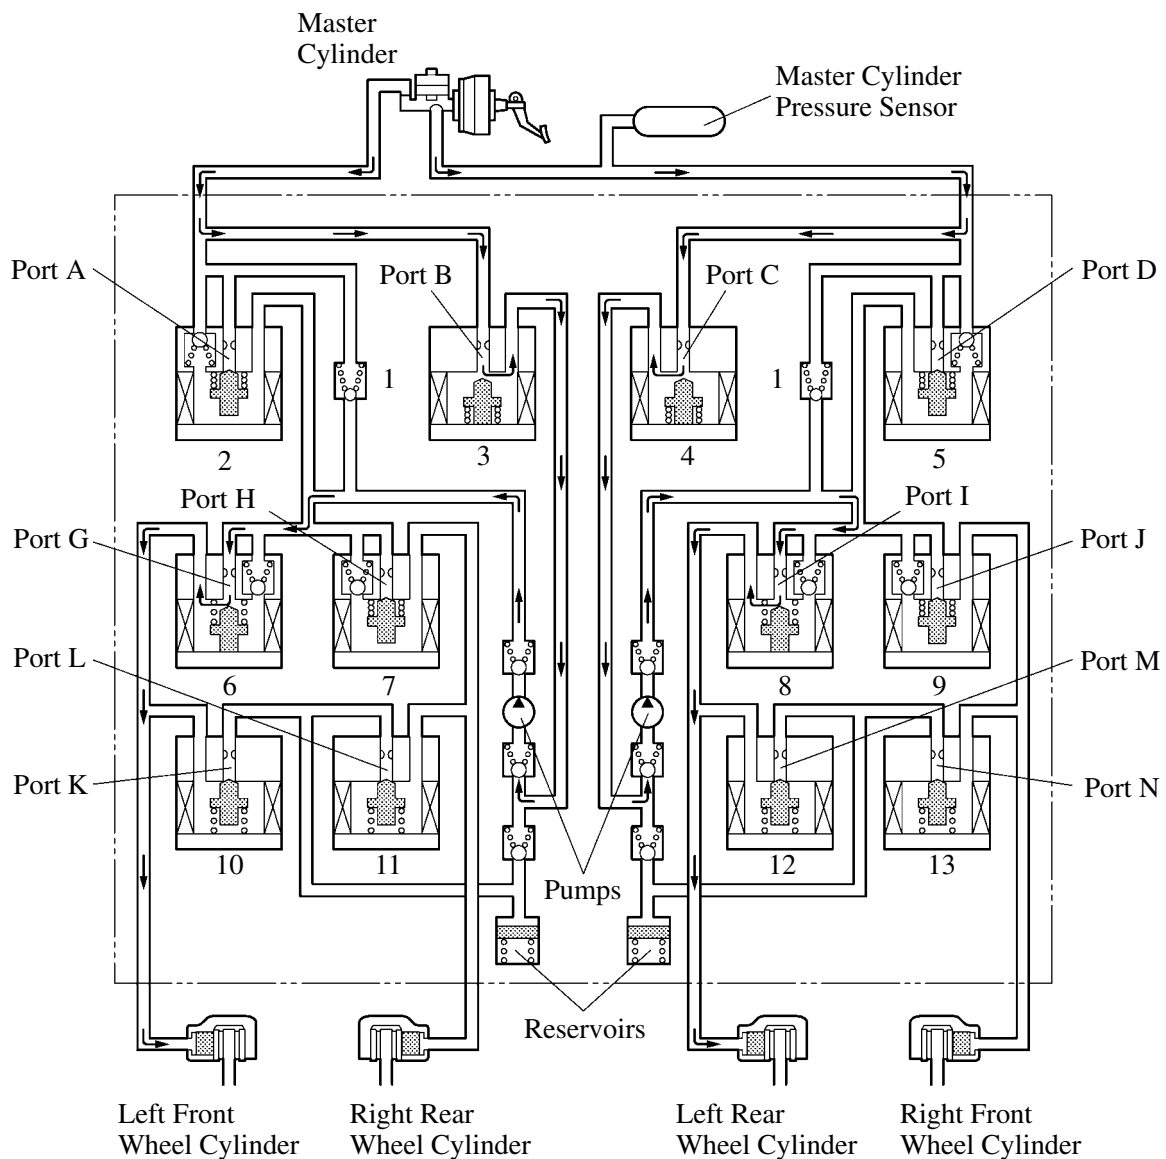 Master
Cylinder
Master Cylinder
Pressure Sensor
Port A
Port B
Port C
Port D
1
1
2
3
4
5
Port H
Port I
Port G
Port J
Port L
6
7
8
9
Port M
Port K
Port N
10
11
12
13
Pumps
Reservoirs
Left Front
Wheel Cylinder
Right Rear
Wheel Cylinder
Left Rear
Wheel Cylinder
Right Front
Wheel Cylinder